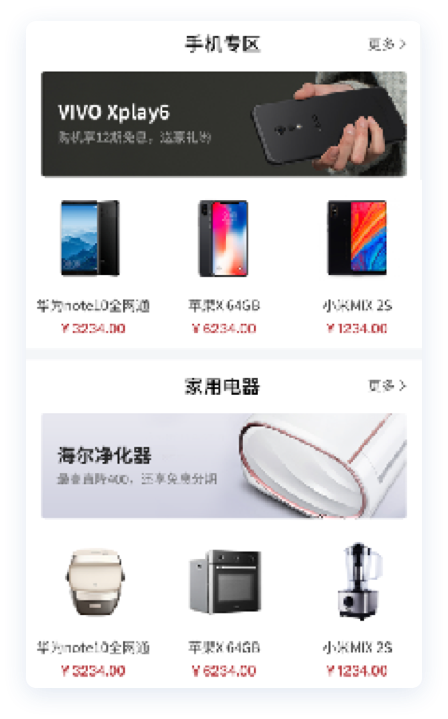 手机专区
更多
VIVO Xplay6
购机享12期免息，送豪礼
华为note10全网通
苹果X 64GB
小米MIX 2S
￥3234.00
￥6234.00
￥1234.00
家用电器
更多
海尔净化器
最高直降400，还享免息分期
华为note10全网通
苹果X 64GB
小米MIX 2S
￥3234.00
￥6234.00
￥1234.00